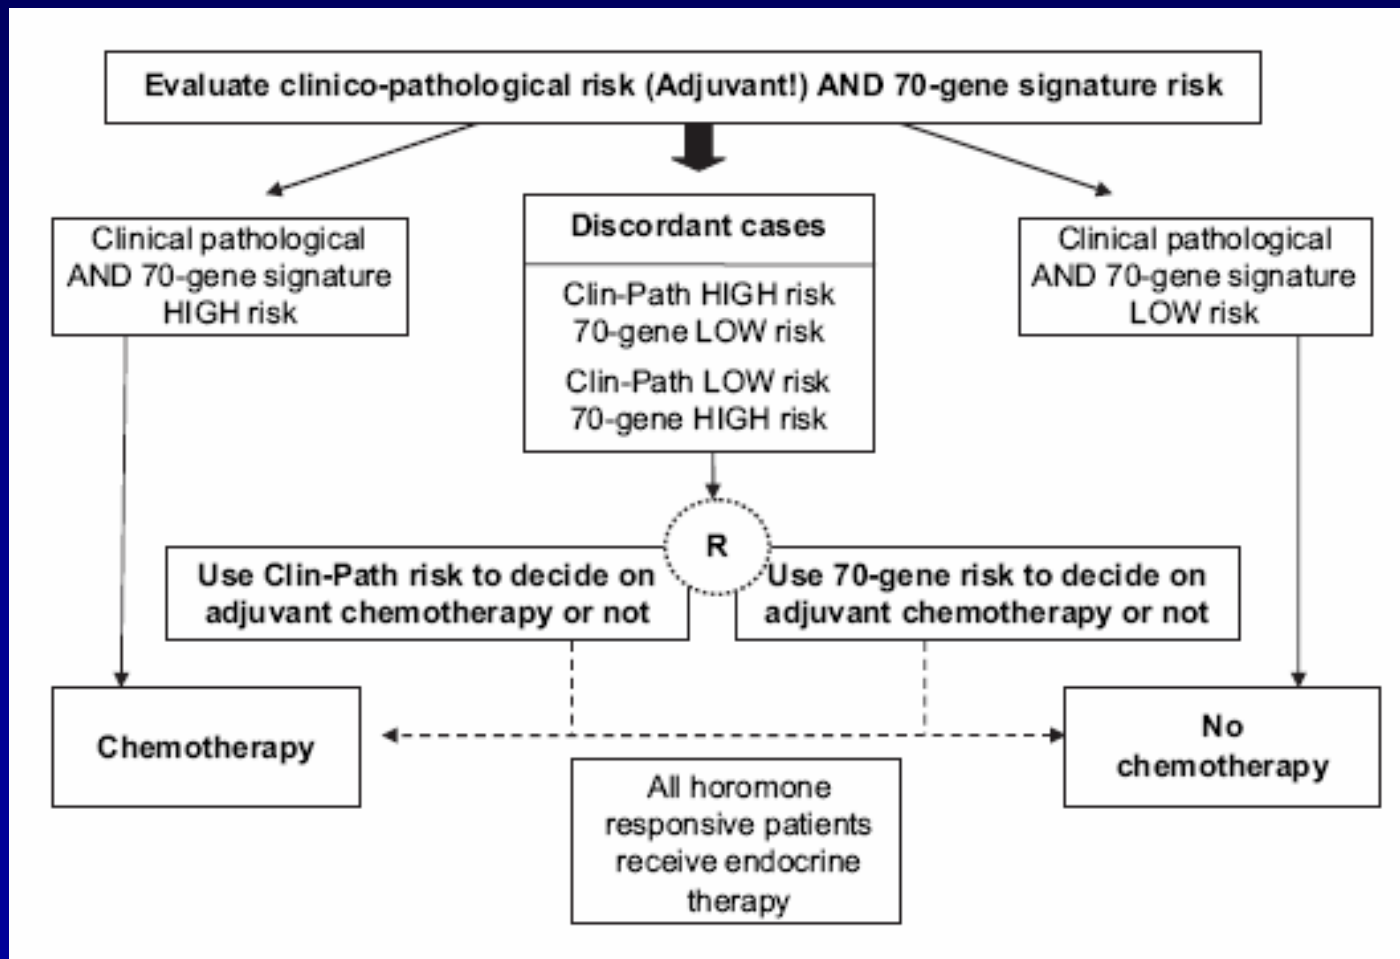 Evaluate clinico-pathological risk (Adjuvant!) AND 70-gene signature risk
Clinical pathological
AND 70-gene signature
HIGH risk
Discordant cases
Clin-Path HIGH risk
70-gene LOW risk
Clin-Path LOW risk
70-gene HIGH risk
Clinical pathological
AND 70-gene signature
LOW risk
R
Use Clin-Path risk to decide on
adjuvant chemotherapy or not
Use 70-gene risk to decide on
adjuvant chemotherapy or not
Chemotherapy
No
chemotherapy
All horomone
responsive patients
receive endocrine
therapy